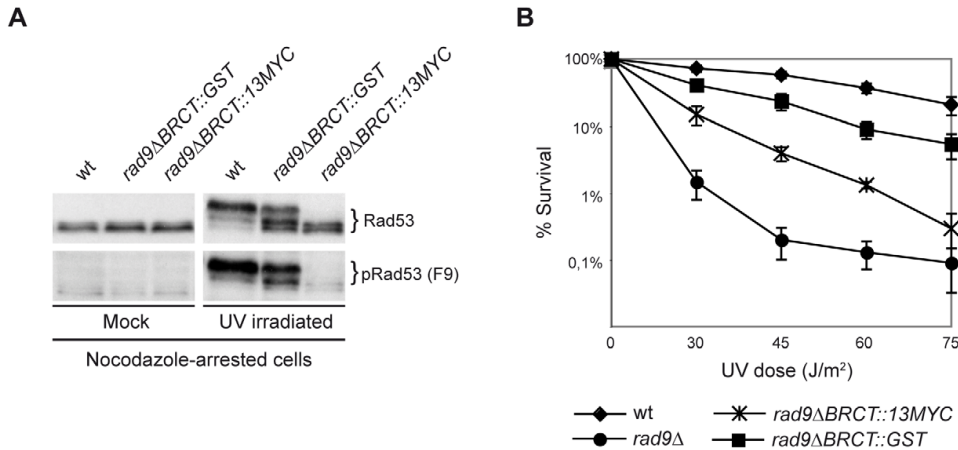 A
wt
rad9ΔBRCT::GST
rad9ΔBRCT::13MYC
wt
rad9ΔBRCT::GST
rad9ΔBRCT::13MYC
} Rad53
} pRad53 (F9)
Mock
UV irradiated
Nocodazole-arrested cells
B
% Survival
100%
10%
1%
0,1%
0
30
45
60
75
UV dose (J/m²)
wt
rad9ΔBRCT::13MYC
rad9Δ
rad9ΔBRCT::GST